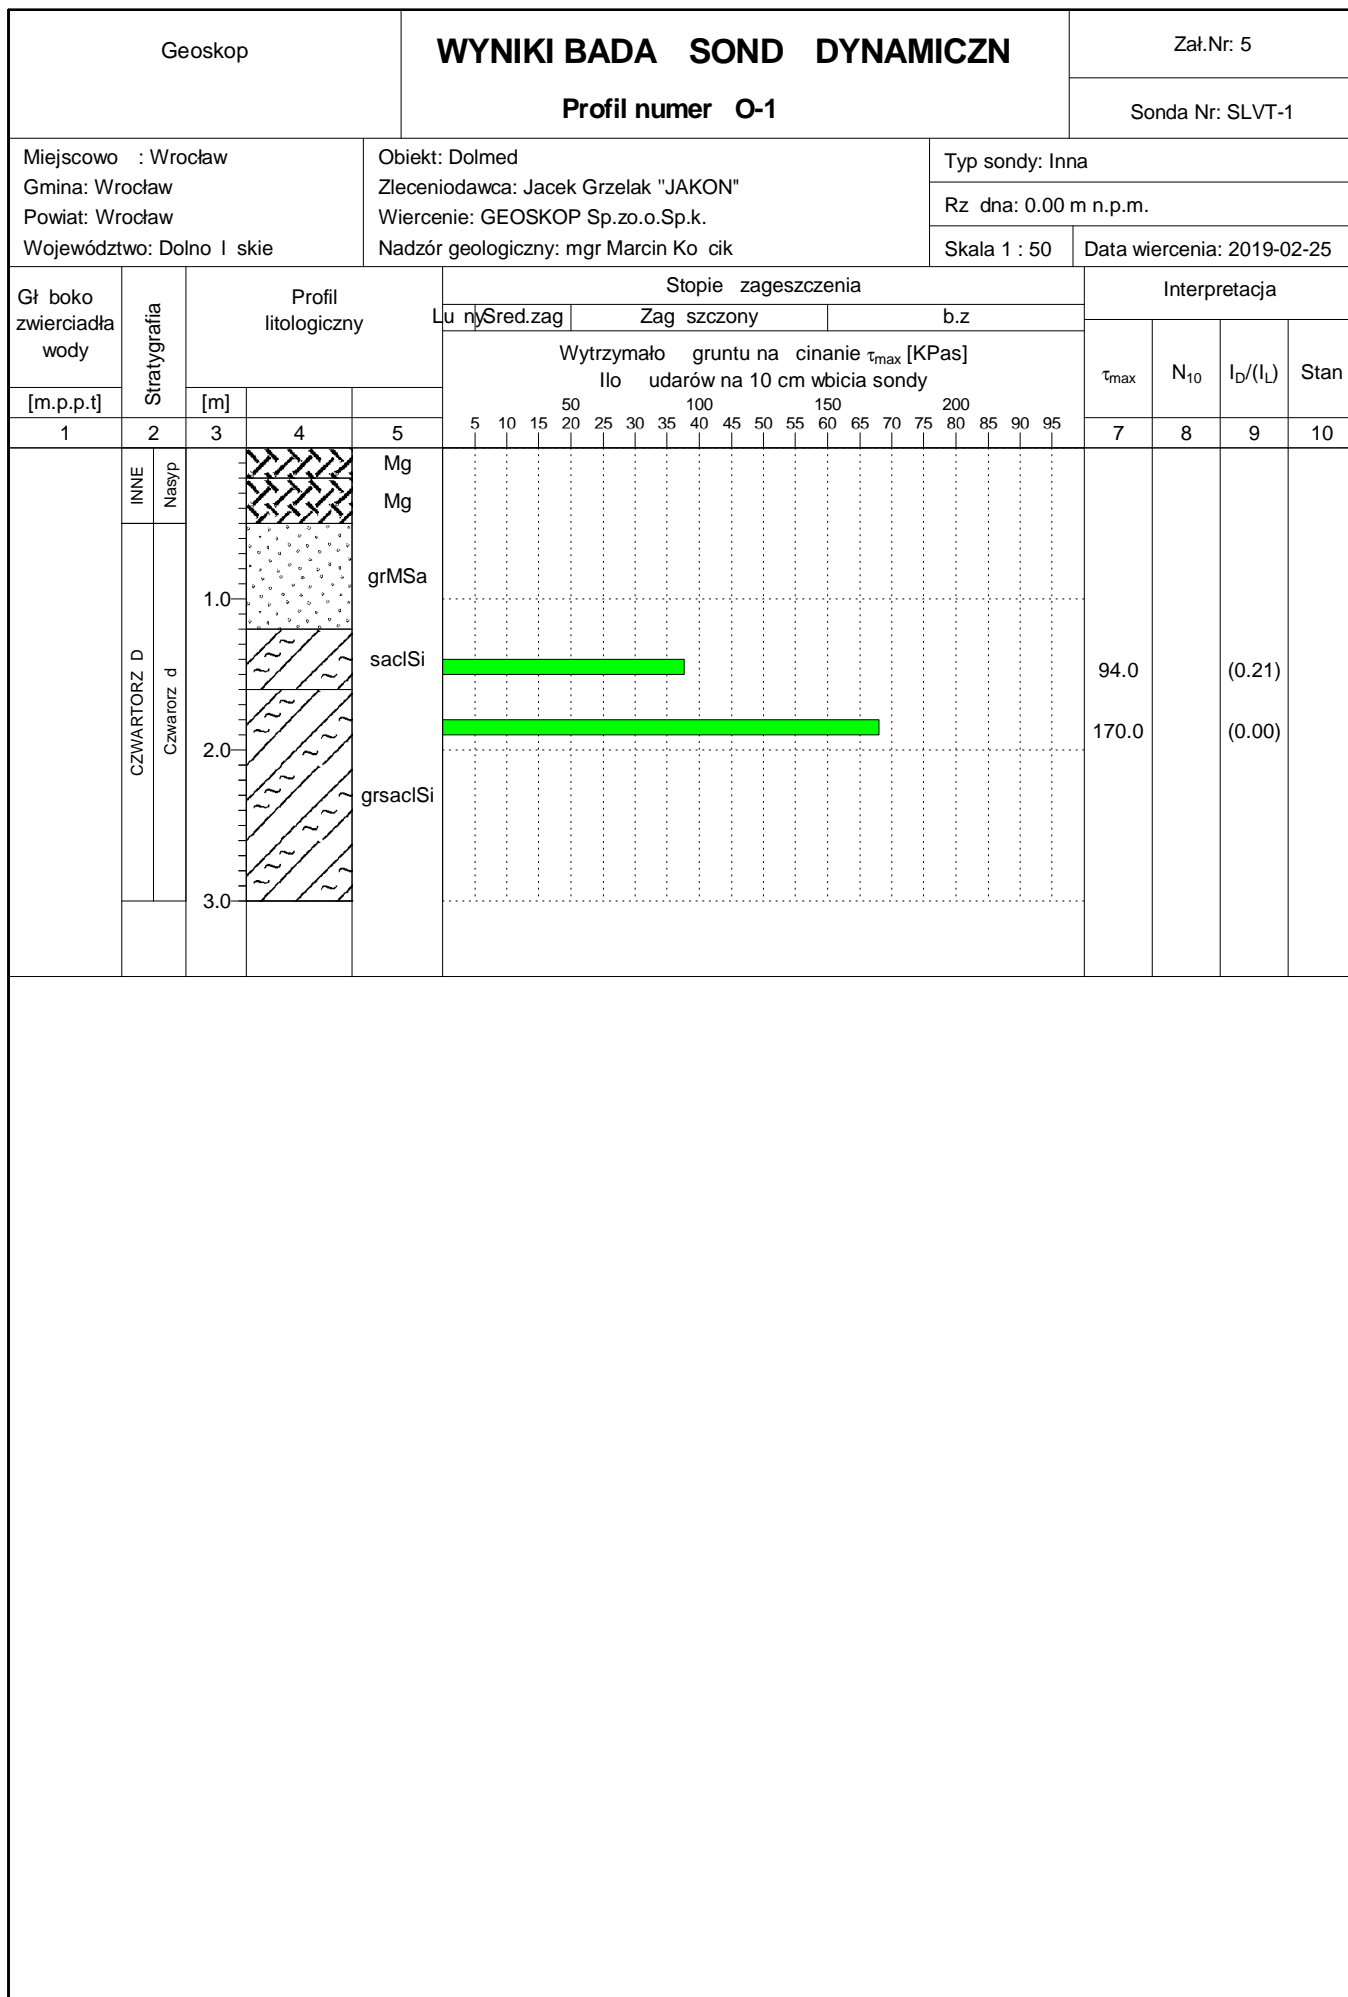 Geoskop
WYNIKI BADA SOND DYNAMICZN
Profil numer O-1
Zał.Nr: 5
Sonda Nr: SLVT-1
Miejscowo : Wrocław
Gmina: Wrocław
Powiat: Wrocław
Województwo: Dolno l skie
Obiekt: Dolmed
Zleceniodawca: Jacek Grzelak "JAKON"
Wiercenie: GEOSKOP Sp.zo.o.Sp.k.
Nadzór geologiczny: mgr Marcin Ko cik
Typ sondy: Inna
Rz dna: 0.00 m n.p.m.
Skala 1 : 50
Data wiercenia: 2019-02-25
Gł boko
zwierciadła
wody
[m.p.p.t]
Stratygrafia
Profil
litologiczny
[m]
Stopie zageszczenia
Lu ny Sred.zag Zag szczony b.z
Wytrzymało gruntu na cinanie τmax [KPas]
Ilo udarów na 10 cm wbicia sondy
50 100 150 200
5 10 15 20 25 30 35 40 45 50 55 60 65 70 75 80 85 90 95
Interpretacja
τmax N10 ID/(IL) Stan
1 2 3 4 5 7 8 9 10
INNE
Nasyp
Mg
Mg
CZWARTORZ D
Czwarorz d
grMSa
1.0
saclSi
94.0 (0.21)
170.0 (0.00)
2.0
grsaclSi
3.0